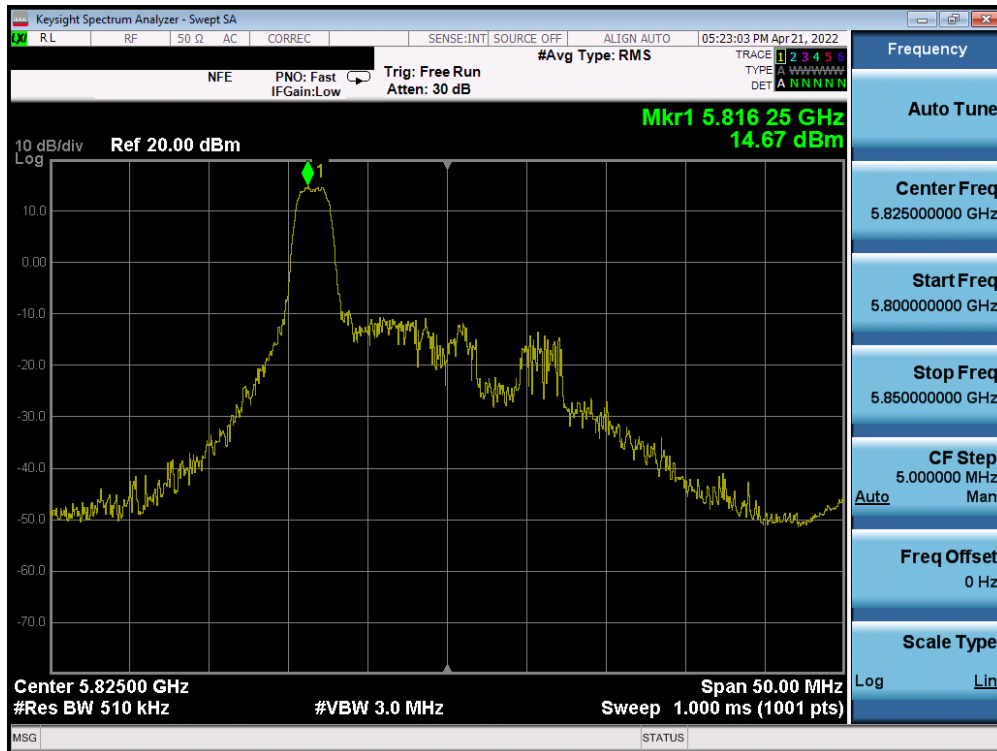 Keysight Spectrum Analyzer - Swept SA
LXI RL RF 50 Ω AC CORREC SENSE:INT SOURCE OFF ALIGN AUTO 05:23:03 PM Apr 21, 2022
#Avg Type: RMS
TRACE 1 2 3 4 5 6
TYPE A WWWWWW
DET A N N N N N
NFE PNO: Fast Trig: Free Run
IFGain:Low Atten: 30 dB
Mkr1 5.816 25 GHz
14.67 dBm
10 dB/div Ref 20.00 dBm
Log
1
10.0
0.00
-10.0
-20.0
-30.0
-40.0
-50.0
-60.0
-70.0
Center 5.82500 GHz Span 50.00 MHz
#Res BW 510 kHz #VBW 3.0 MHz Sweep 1.000 ms (1001 pts)
MSG STATUS
Frequency
Auto Tune
Center Freq
5.825000000 GHz
Start Freq
5.800000000 GHz
Stop Freq
5.850000000 GHz
CF Step
5.000000 MHz
Auto Man
Freq Offset
0 Hz
Scale Type
Log Lin